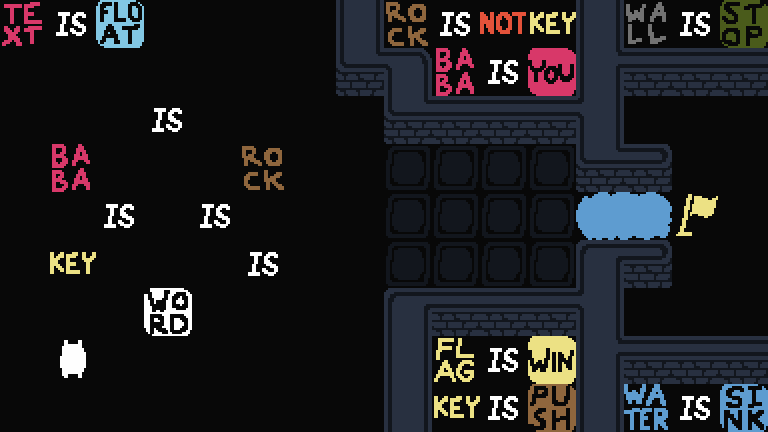 TEXT IS FLOAT
ROCK IS NOT KEY
WALL IS STOP
BABA IS YOU
IS
BABA
ROCK
IS
IS
KEY
IS
WORD
FLAG IS WIN
KEY IS PUSH
WATER IS SINK